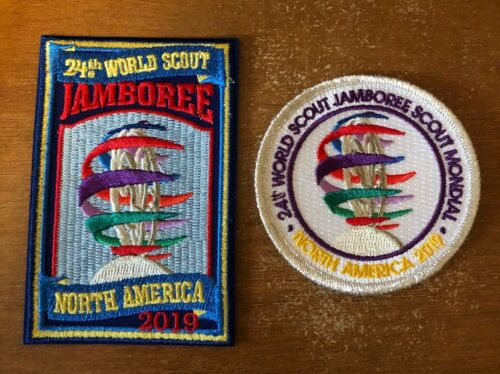 24th WORLD SCOUT
JAMBOREE
NORTH AMERICA
2019
• 24th WORLD SCOUT JAMBOREE SCOUT MONDIAL •
NORTH AMERICA 2019